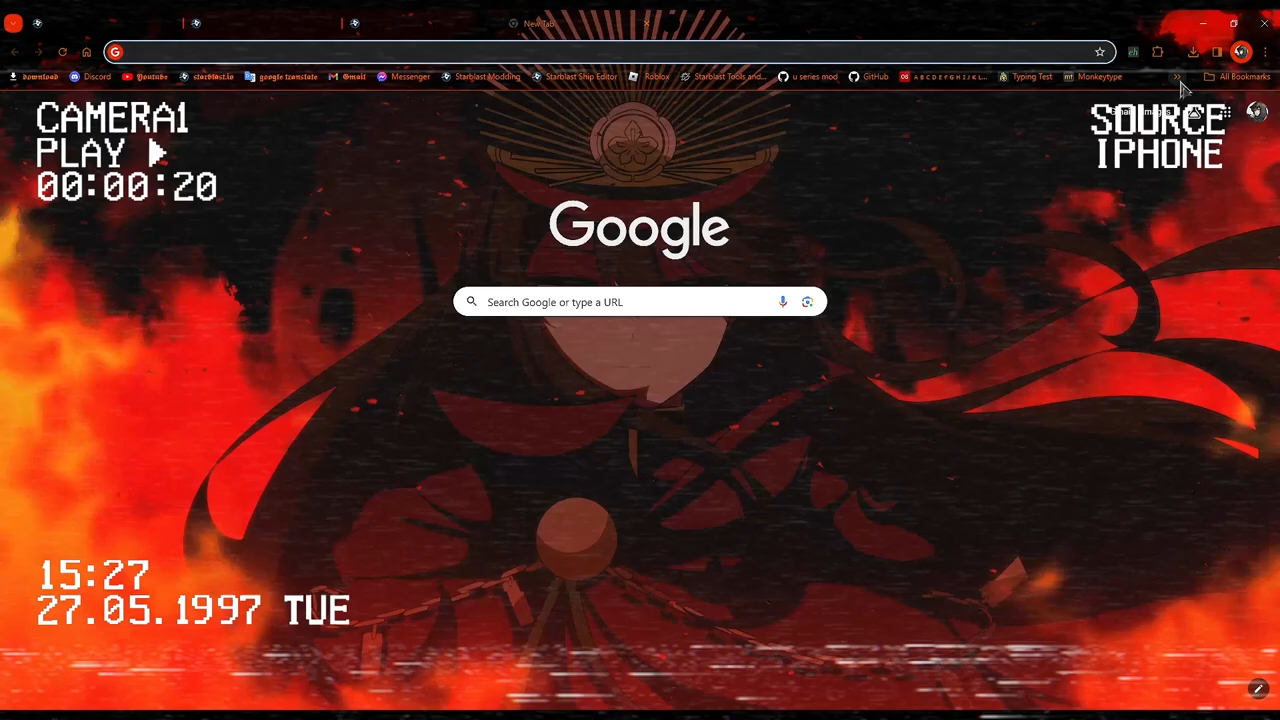 New Tab
download Discord Youtube starblast.io google translate Gmail Messenger Starblast Modding Starblast Ship Editor Roblox Starblast Tools and... u series mod GitHub A B C D E F G H I J K L... Typing Test Monkeytype » All Bookmarks
CAMERA1
PLAY
00:00:20
SOURCE
IPHONE
Google
Search Google or type a URL
15:27
27.05.1997 TUE